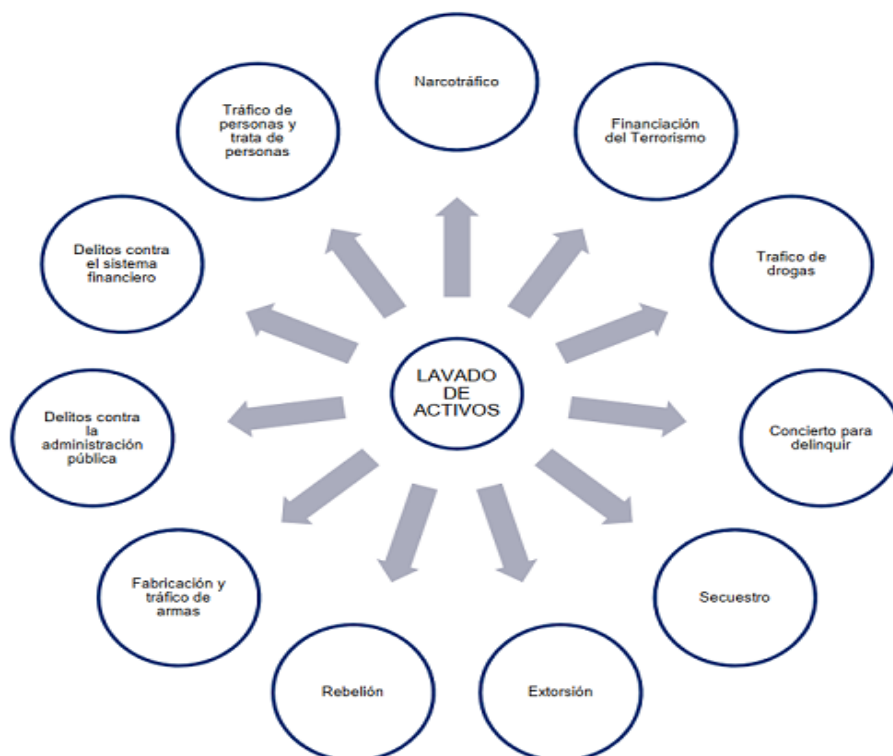 Narcotráfico
Financiación
del Terrorismo
Trafico de
drogas
Concierto para
delinquir
Secuestro
Extorsión
Rebelión
Fabricación y
tráfico de
armas
Delitos contra
la
administración
pública
Delitos contra
el sistema
financiero
Tráfico de
personas y
trata de
personas
LAVADO
DE
ACTIVOS